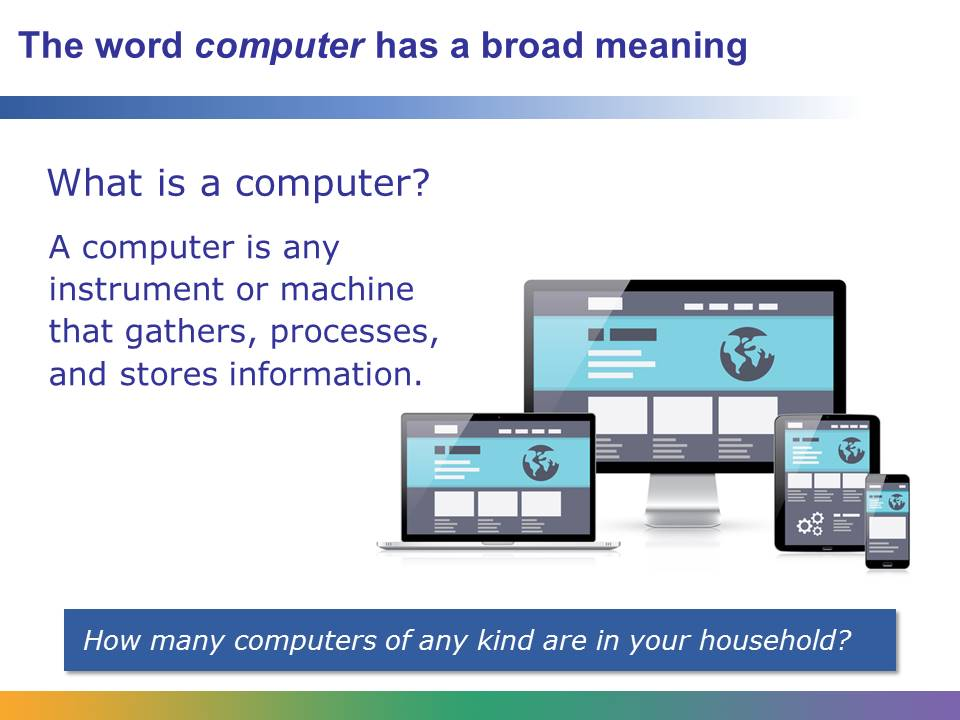 The word computer has a broad meaning
What is a computer?
A computer is any
instrument or machine
that gathers, processes,
and stores information.
How many computers of any kind are in your household?